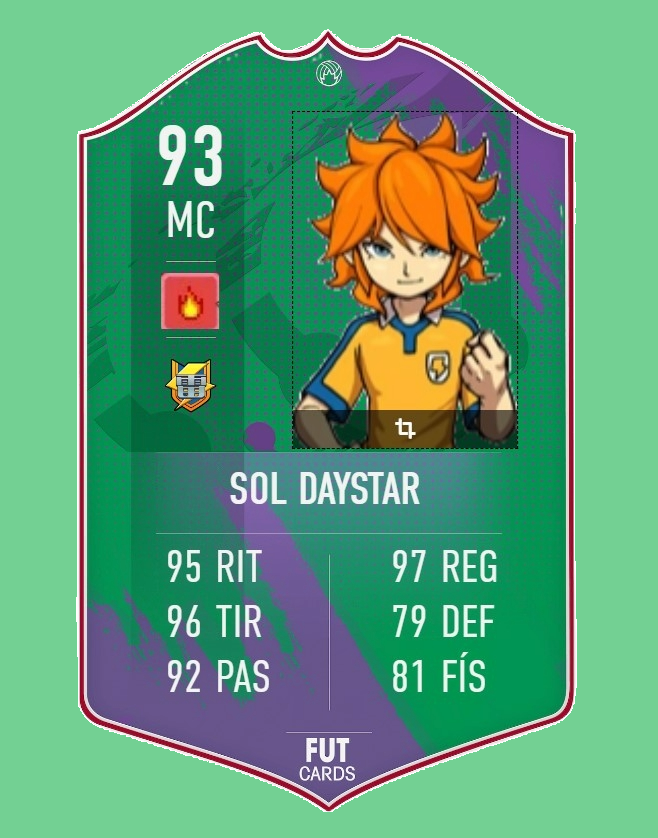 93
MC
SOL DAYSTAR
95 RIT
96 TIR
92 PAS
97 REG
79 DEF
81 FÍS
FUT
CARDS